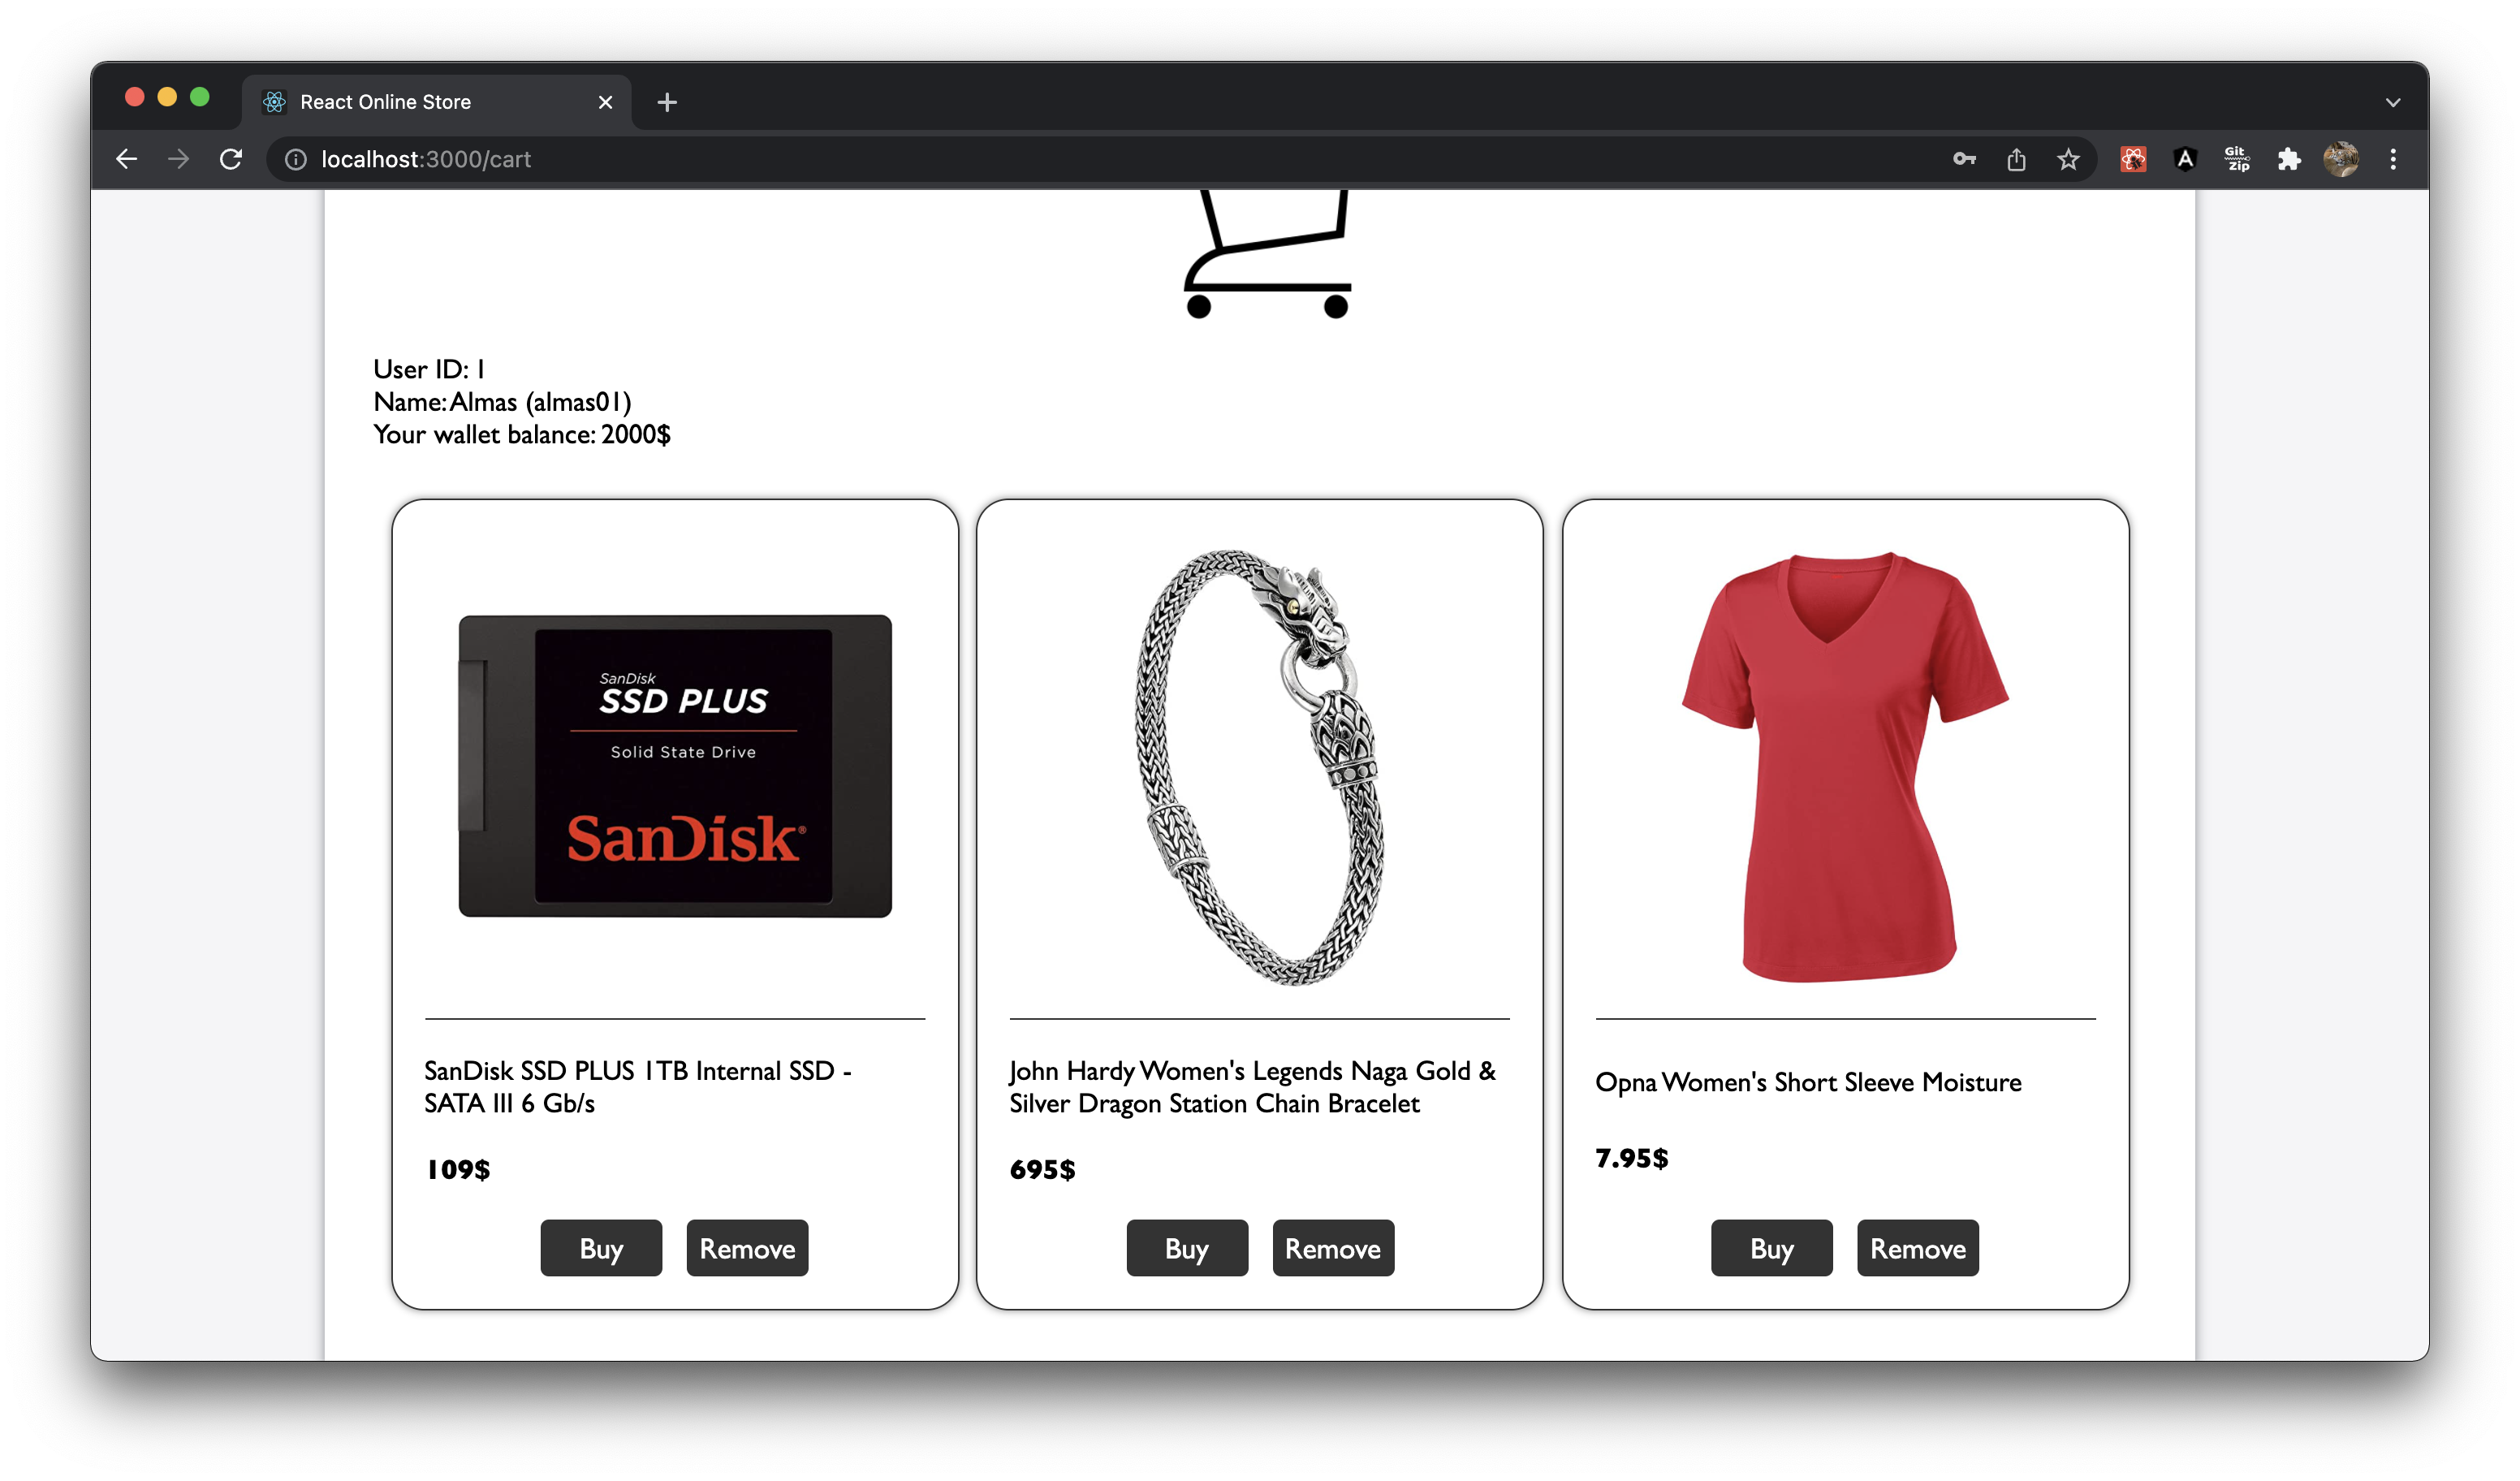 React Online Store
localhost:3000/cart
Git
Zip
User ID: 1
Name: Almas (almas01)
Your wallet balance: 2000$
SanDisk
SSD PLUS
Solid State Drive
SanDisk®
SanDisk SSD PLUS 1TB Internal SSD -
SATA III 6 Gb/s
109$
Buy Remove
John Hardy Women's Legends Naga Gold &
Silver Dragon Station Chain Bracelet
695$
Buy Remove
Opna Women's Short Sleeve Moisture
7.95$
Buy Remove